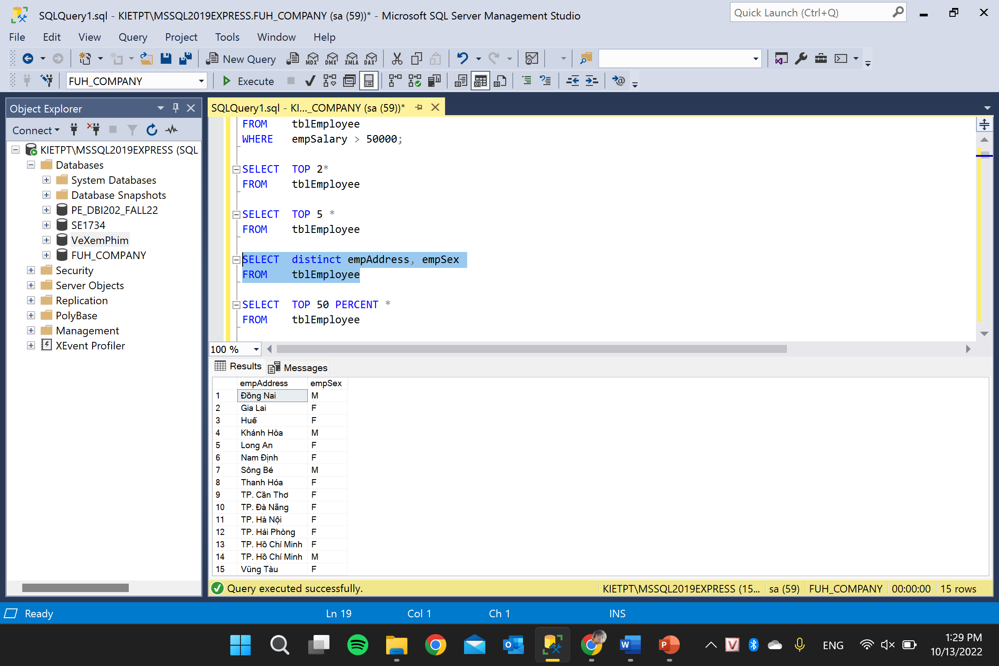 SQLQuery1.sql - KIETPT\MSSQL2019EXPRESS.FUH_COMPANY (sa (59))* - Microsoft SQL Server Management Studio
Quick Launch (Ctrl+Q)
File Edit View Query Project Tools Window Help
New Query MDX DMX XMLA DAX
FUH_COMPANY Execute
Object Explorer
Connect
KIETPT\MSSQL2019EXPRESS (SQL
Databases
System Databases
Database Snapshots
PE_DBI202_FALL22
SE1734
VeXemPhim
FUH_COMPANY
Security
Server Objects
Replication
PolyBase
Management
XEvent Profiler
SQLQuery1.sql - KI..._COMPANY (sa (59))*
FROM tblEmployee
WHERE empSalary > 50000;
SELECT TOP 2*
FROM tblEmployee
SELECT TOP 5 *
FROM tblEmployee
SELECT distinct empAddress, empSex
FROM tblEmployee
SELECT TOP 50 PERCENT *
FROM tblEmployee
100 %
Results Messages
empAddress empSex
1 Đồng Nai M
2 Gia Lai F
3 Huế F
4 Khánh Hòa M
5 Long An F
6 Nam Định F
7 Sông Bé M
8 Thanh Hóa F
9 TP. Cần Thơ F
10 TP. Đà Nẵng F
11 TP. Hà Nội F
12 TP. Hải Phòng F
13 TP. Hồ Chí Minh F
14 TP. Hồ Chí Minh M
15 Vũng Tàu F
Query executed successfully. KIETPT\MSSQL2019EXPRESS (15... sa (59) FUH_COMPANY 00:00:00 15 rows
Ready Ln 19 Col 1 Ch 1 INS
ENG
1:29 PM
10/13/2022